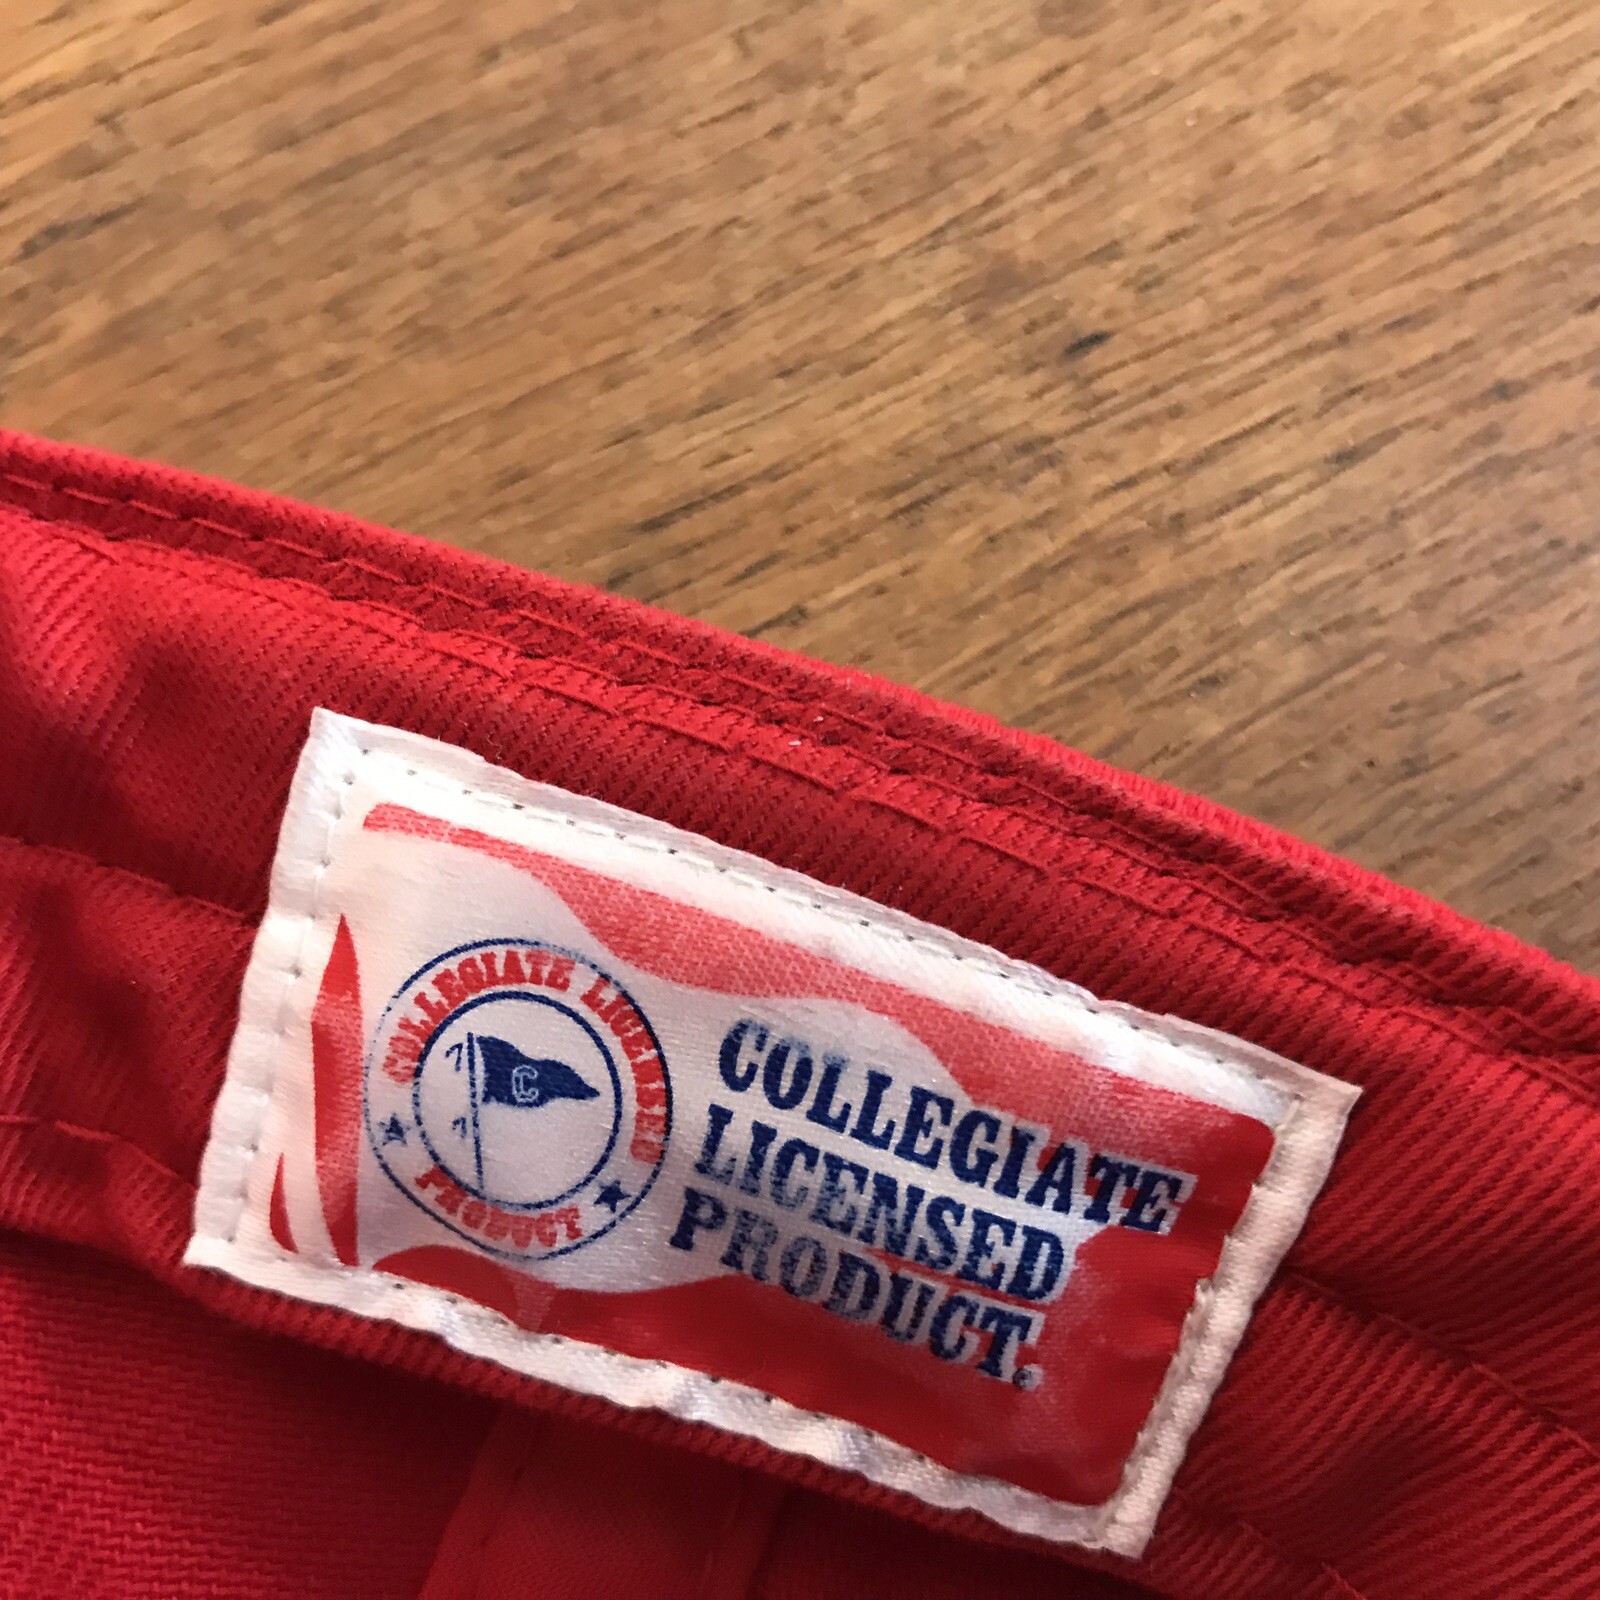 COLLEGIATE LICENSED
PRODUCT
C
COLLEGIATE
LICENSED
PRODUCT.